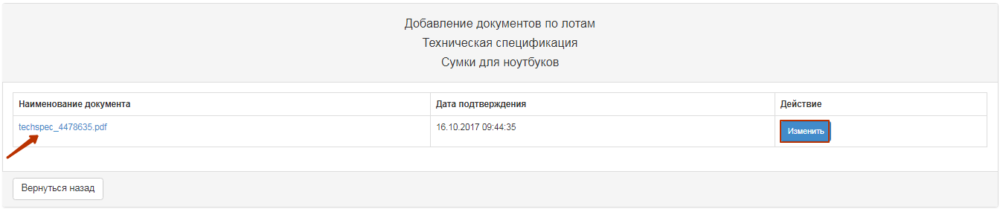 Добавление документов по лотам
Техническая спецификация
Сумки для ноутбуков
Наименование документа Дата подтверждения Действие
techspec_4478635.pdf 16.10.2017 09:44:35 Изменить
Вернуться назад